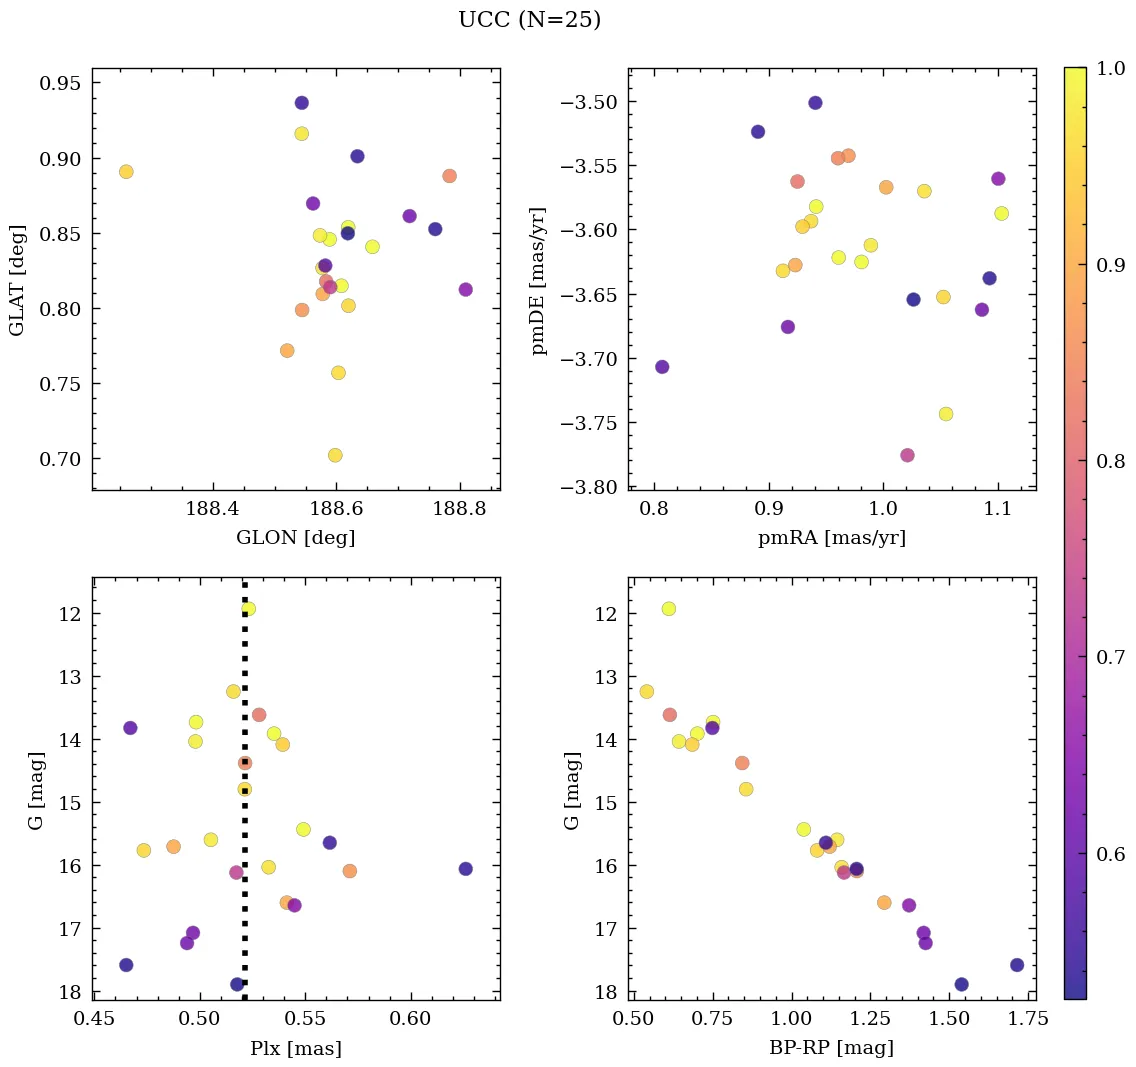 UCC (N=25)
0.95
0.90
0.85
0.80
0.75
0.70
GLAT [deg]
188.4 188.6 188.8
GLON [deg]
−3.50
−3.55
−3.60
−3.65
−3.70
−3.75
−3.80
pmDE [mas/yr]
0.8 0.9 1.0 1.1
pmRA [mas/yr]
12
13
14
15
16
17
18
G [mag]
0.45 0.50 0.55 0.60
Plx [mas]
12
13
14
15
16
17
18
G [mag]
0.50 0.75 1.00 1.25 1.50 1.75
BP-RP [mag]
1.0
0.9
0.8
0.7
0.6